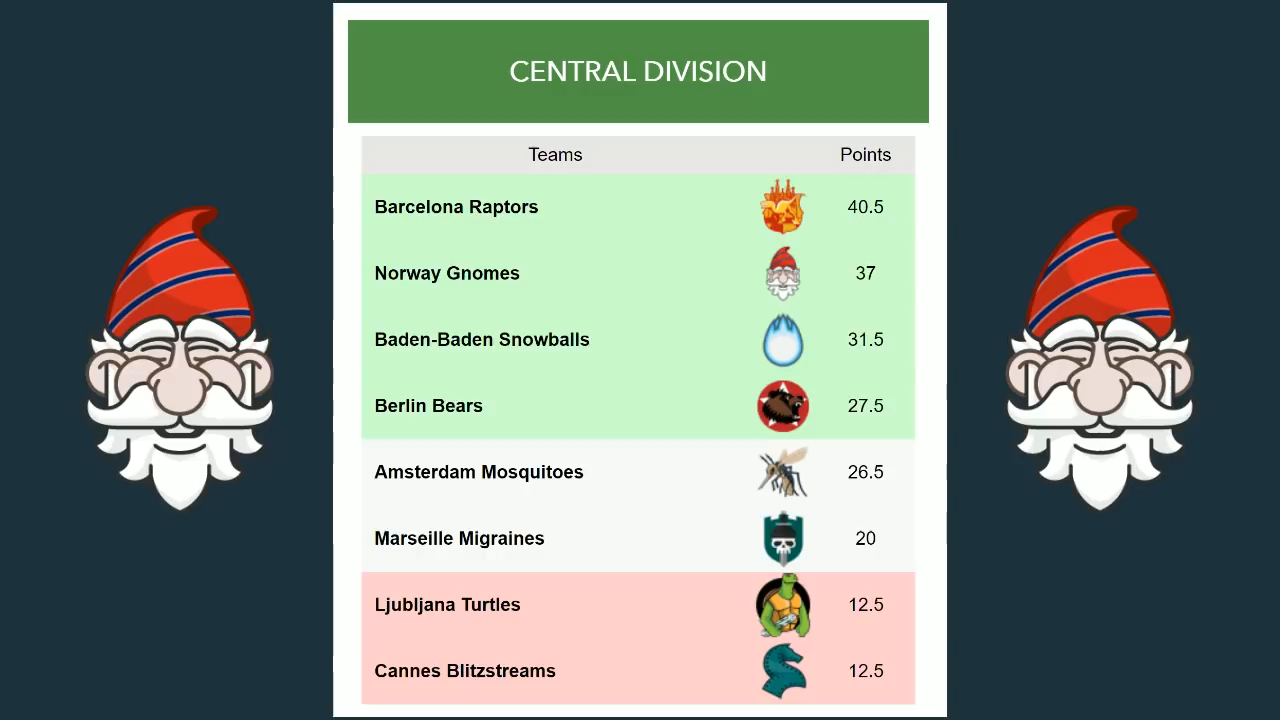 CENTRAL DIVISION
Teams Points
Barcelona Raptors 40.5
Norway Gnomes 37
Baden-Baden Snowballs 31.5
Berlin Bears 27.5
Amsterdam Mosquitoes 26.5
Marseille Migraines 20
Ljubljana Turtles 12.5
Cannes Blitzstreams 12.5